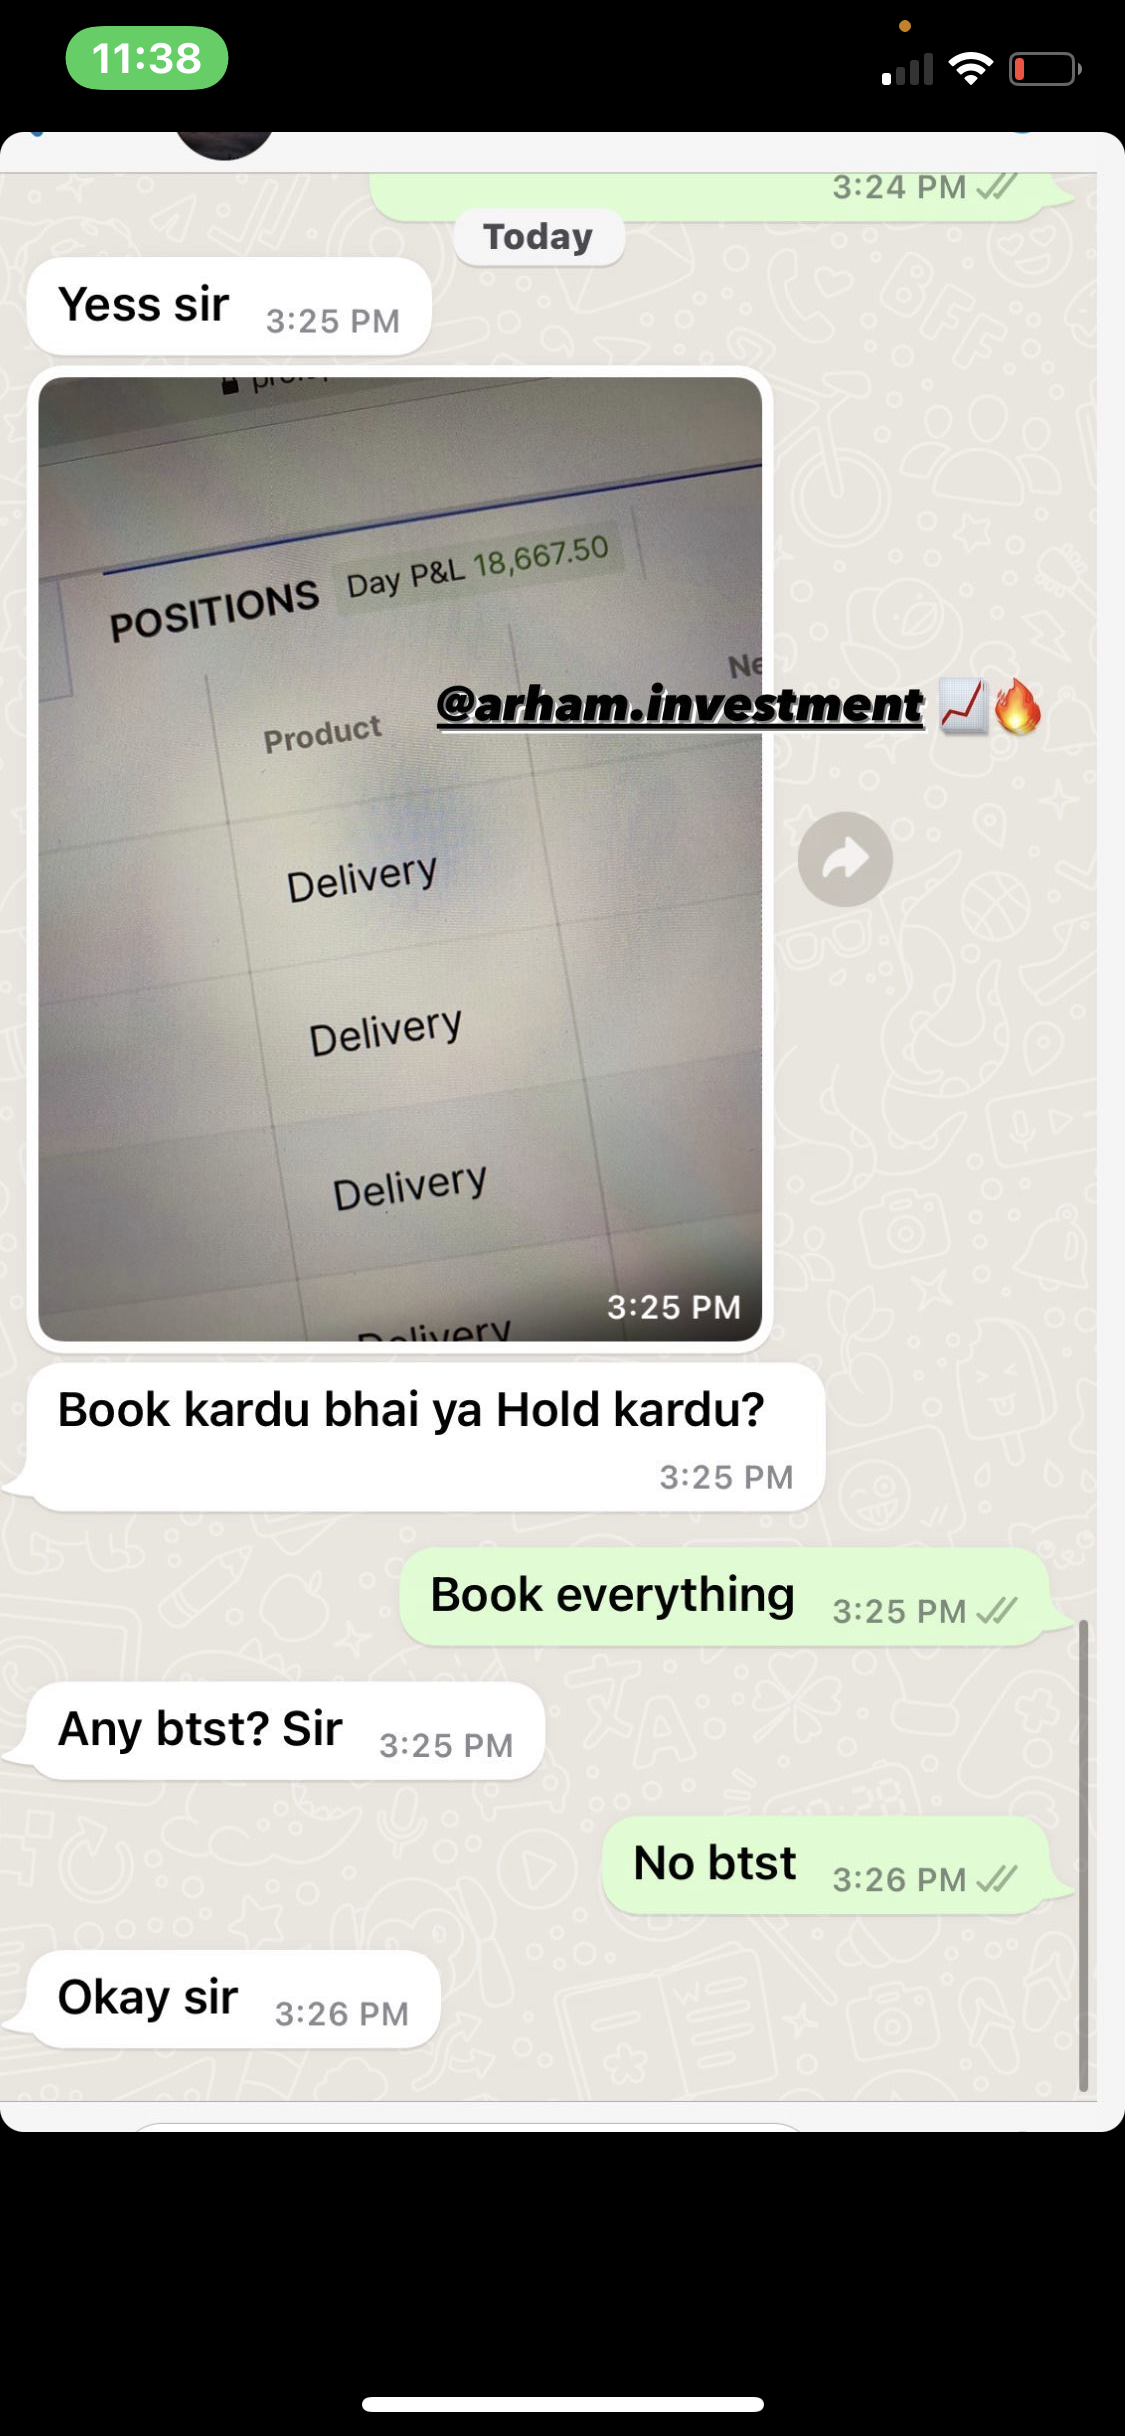 11:38
3:24 PM
Today
Yess sir 3:25 PM
POSITIONS Day P&L 18,667.50
@arham.investment
Product
Delivery
Delivery
Delivery
Delivery
3:25 PM
Book kardu bhai ya Hold kardu?
3:25 PM
Book everything 3:25 PM
Any btst? Sir 3:25 PM
No btst 3:26 PM
Okay sir 3:26 PM